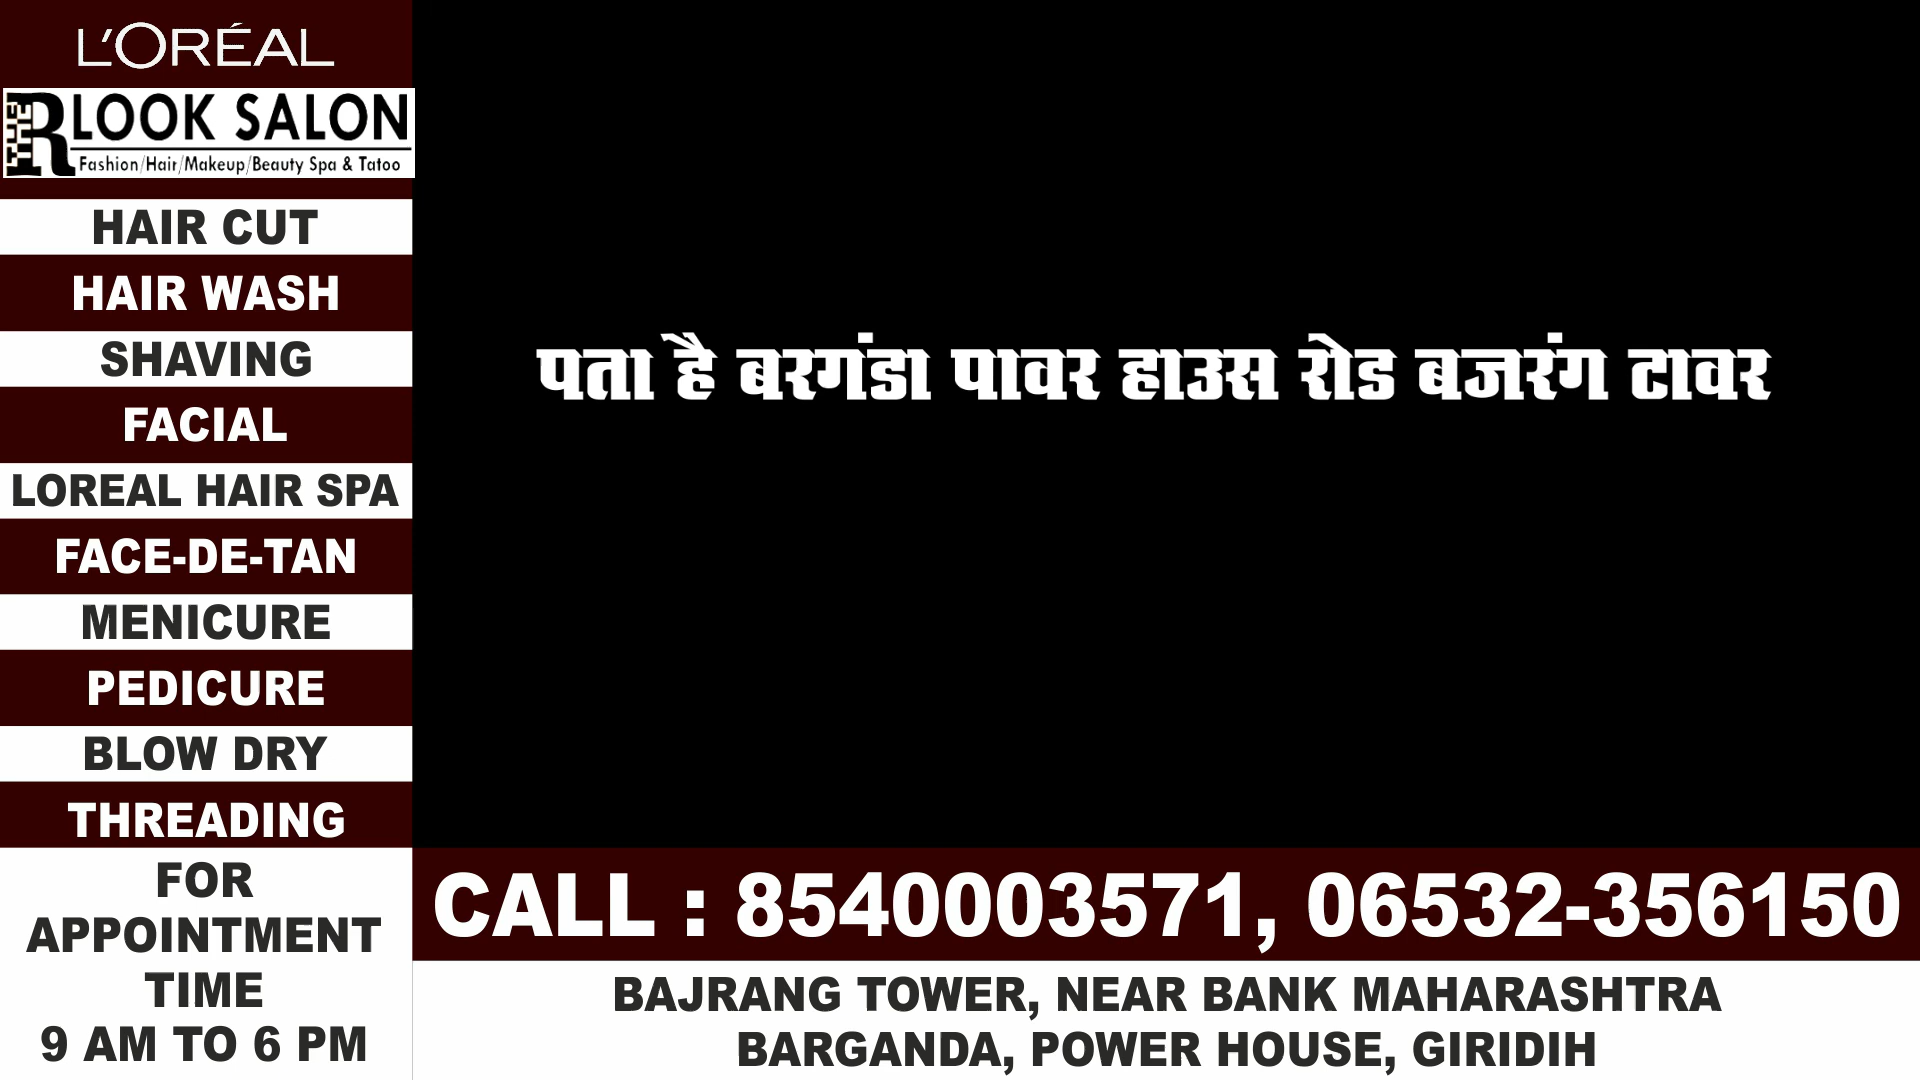 L'ORÉAL
THE R LOOK SALON
Fashion/Hair/Makeup/Beauty Spa & Tatoo
HAIR CUT
HAIR WASH
SHAVING
FACIAL
LOREAL HAIR SPA
FACE-DE-TAN
MENICURE
PEDICURE
BLOW DRY
THREADING
FOR
APPOINTMENT
TIME
9 AM TO 6 PM
पता है बरगंडा पावर हाउस रोड बजरंग टावर
CALL : 8540003571, 06532-356150
BAJRANG TOWER, NEAR BANK MAHARASHTRA
BARGANDA, POWER HOUSE, GIRIDIH